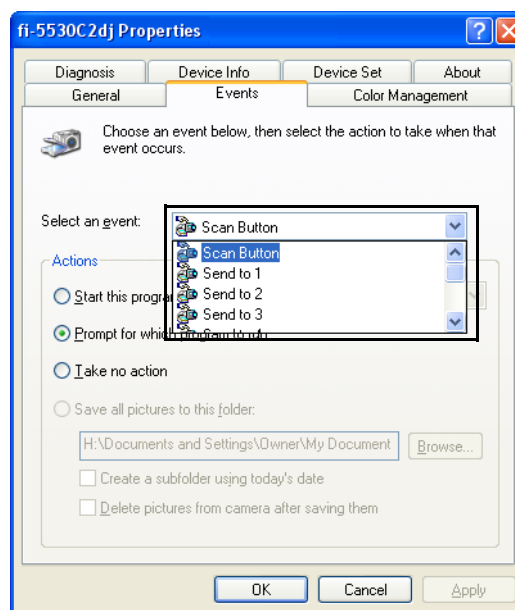 fi-5530C2dj Properties
Diagnosis Device Info Device Set About
General Events Color Management
Choose an event below, then select the action to take when that
event occurs.
Select an event: Scan Button
Scan Button
Actions
Send to 1
Start this progra
Send to 2
Send to 3
Prompt for which program to run
Take no action
Save all pictures to this folder:
H:\Documents and Settings\Owner\My Document Browse...
Create a subfolder using today's date
Delete pictures from camera after saving them
OK Cancel Apply